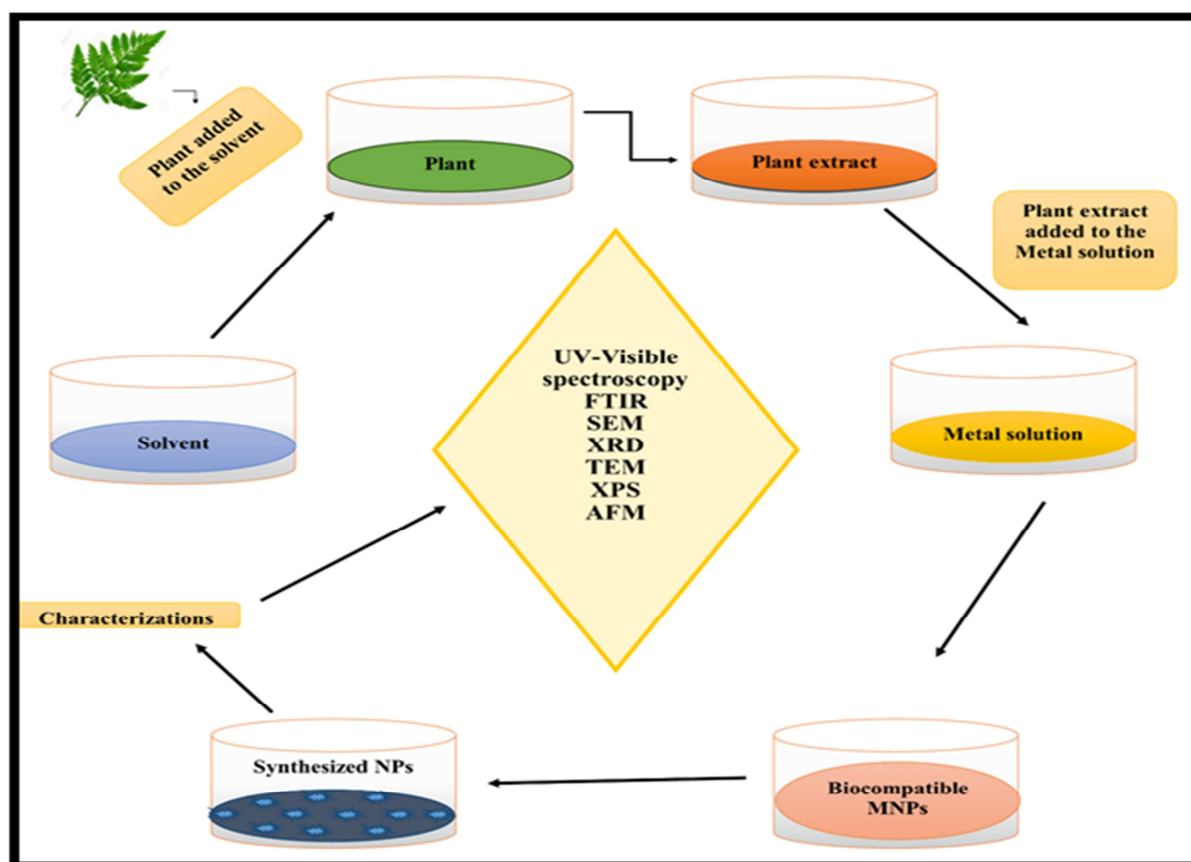 Plant added
to the solvent
Plant
Plant extract
Plant extract
added to the
Metal solution
Solvent
UV-Visible
spectroscopy
FTIR
SEM
XRD
TEM
XPS
AFM
Metal solution
Characterizations
Synthesized NPs
Biocompatible
MNPs